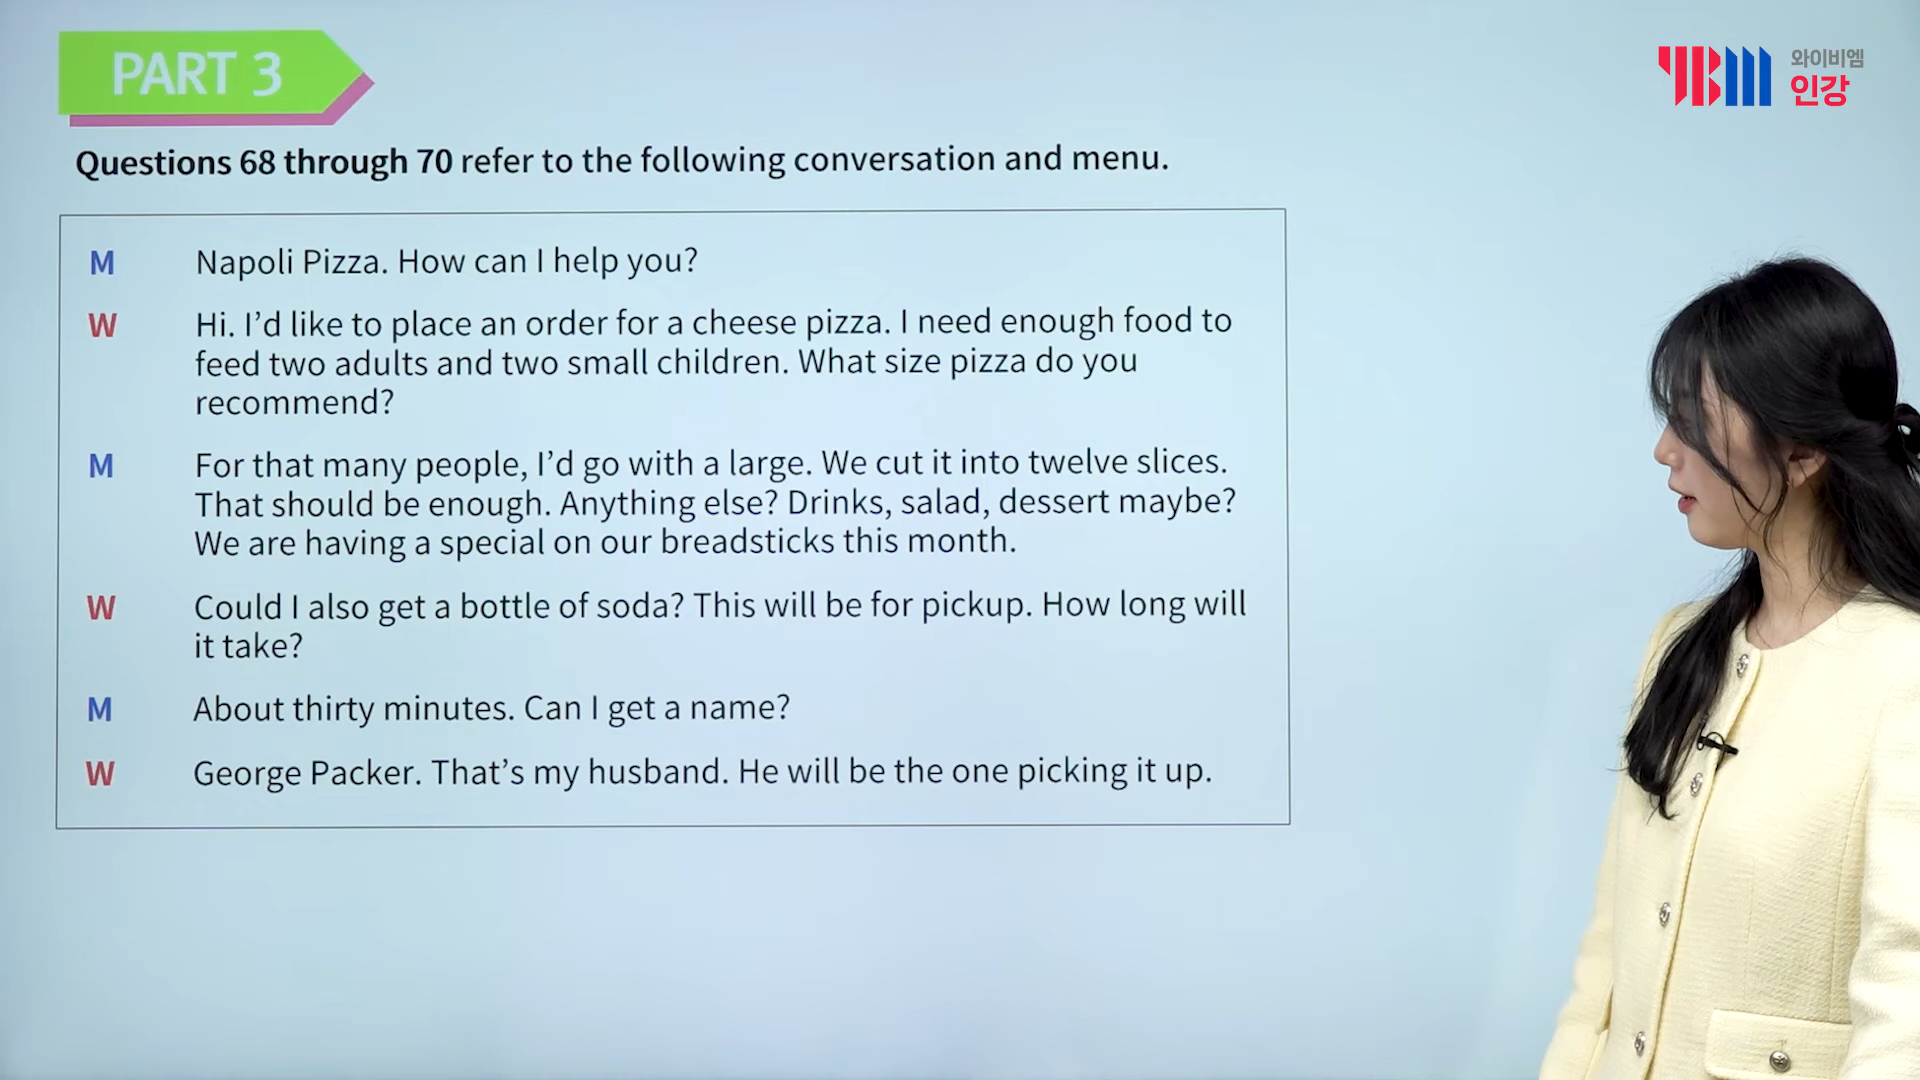 PART 3
YBM 와이비엠
인강
Questions 68 through 70 refer to the following conversation and menu.
M Napoli Pizza. How can I help you?
W Hi. I’d like to place an order for a cheese pizza. I need enough food to
feed two adults and two small children. What size pizza do you
recommend?
M For that many people, I’d go with a large. We cut it into twelve slices.
That should be enough. Anything else? Drinks, salad, dessert maybe?
We are having a special on our breadsticks this month.
W Could I also get a bottle of soda? This will be for pickup. How long will
it take?
M About thirty minutes. Can I get a name?
W George Packer. That’s my husband. He will be the one picking it up.